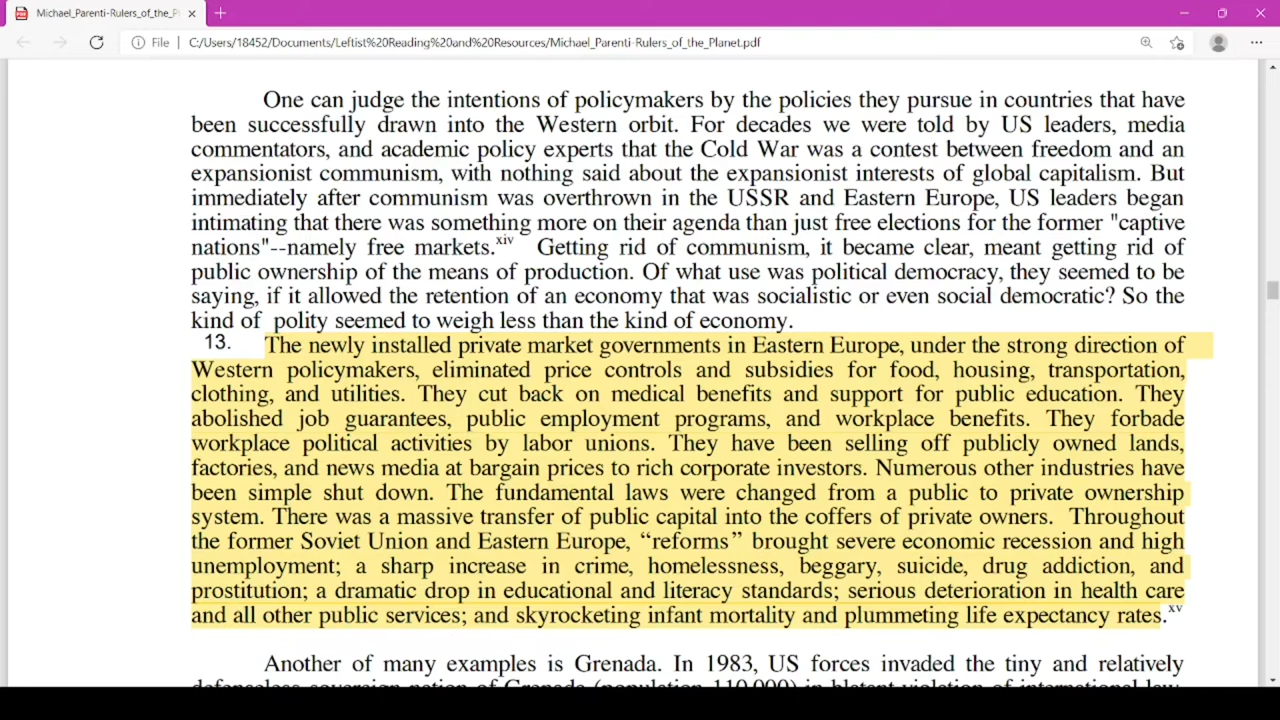 Michael_Parenti-Rulers_of_the_P
File
C:/Users/18452/Documents/Leftist%20Reading%20and%20Resources/Michael_Parenti-Rulers_of_the_Planet.pdf
One can judge the intentions of policymakers by the policies they pursue in countries that have
been successfully drawn into the Western orbit. For decades we were told by US leaders, media
commentators, and academic policy experts that the Cold War was a contest between freedom and an
expansionist communism, with nothing said about the expansionist interests of global capitalism. But
immediately after communism was overthrown in the USSR and Eastern Europe, US leaders began
intimating that there was something more on their agenda than just free elections for the former "captive
nations"--namely free markets.xiv Getting rid of communism, it became clear, meant getting rid of
public ownership of the means of production. Of what use was political democracy, they seemed to be
saying, if it allowed the retention of an economy that was socialistic or even social democratic? So the
kind of polity seemed to weigh less than the kind of economy.
13. The newly installed private market governments in Eastern Europe, under the strong direction of
Western policymakers, eliminated price controls and subsidies for food, housing, transportation,
clothing, and utilities. They cut back on medical benefits and support for public education. They
abolished job guarantees, public employment programs, and workplace benefits. They forbade
workplace political activities by labor unions. They have been selling off publicly owned lands,
factories, and news media at bargain prices to rich corporate investors. Numerous other industries have
been simple shut down. The fundamental laws were changed from a public to private ownership
system. There was a massive transfer of public capital into the coffers of private owners. Throughout
the former Soviet Union and Eastern Europe, “reforms” brought severe economic recession and high
unemployment; a sharp increase in crime, homelessness, beggary, suicide, drug addiction, and
prostitution; a dramatic drop in educational and literacy standards; serious deterioration in health care
and all other public services; and skyrocketing infant mortality and plummeting life expectancy rates.xv
Another of many examples is Grenada. In 1983, US forces invaded the tiny and relatively
defenseless sovereign nation of Grenada (population 110,000) in blatant violation of international law.